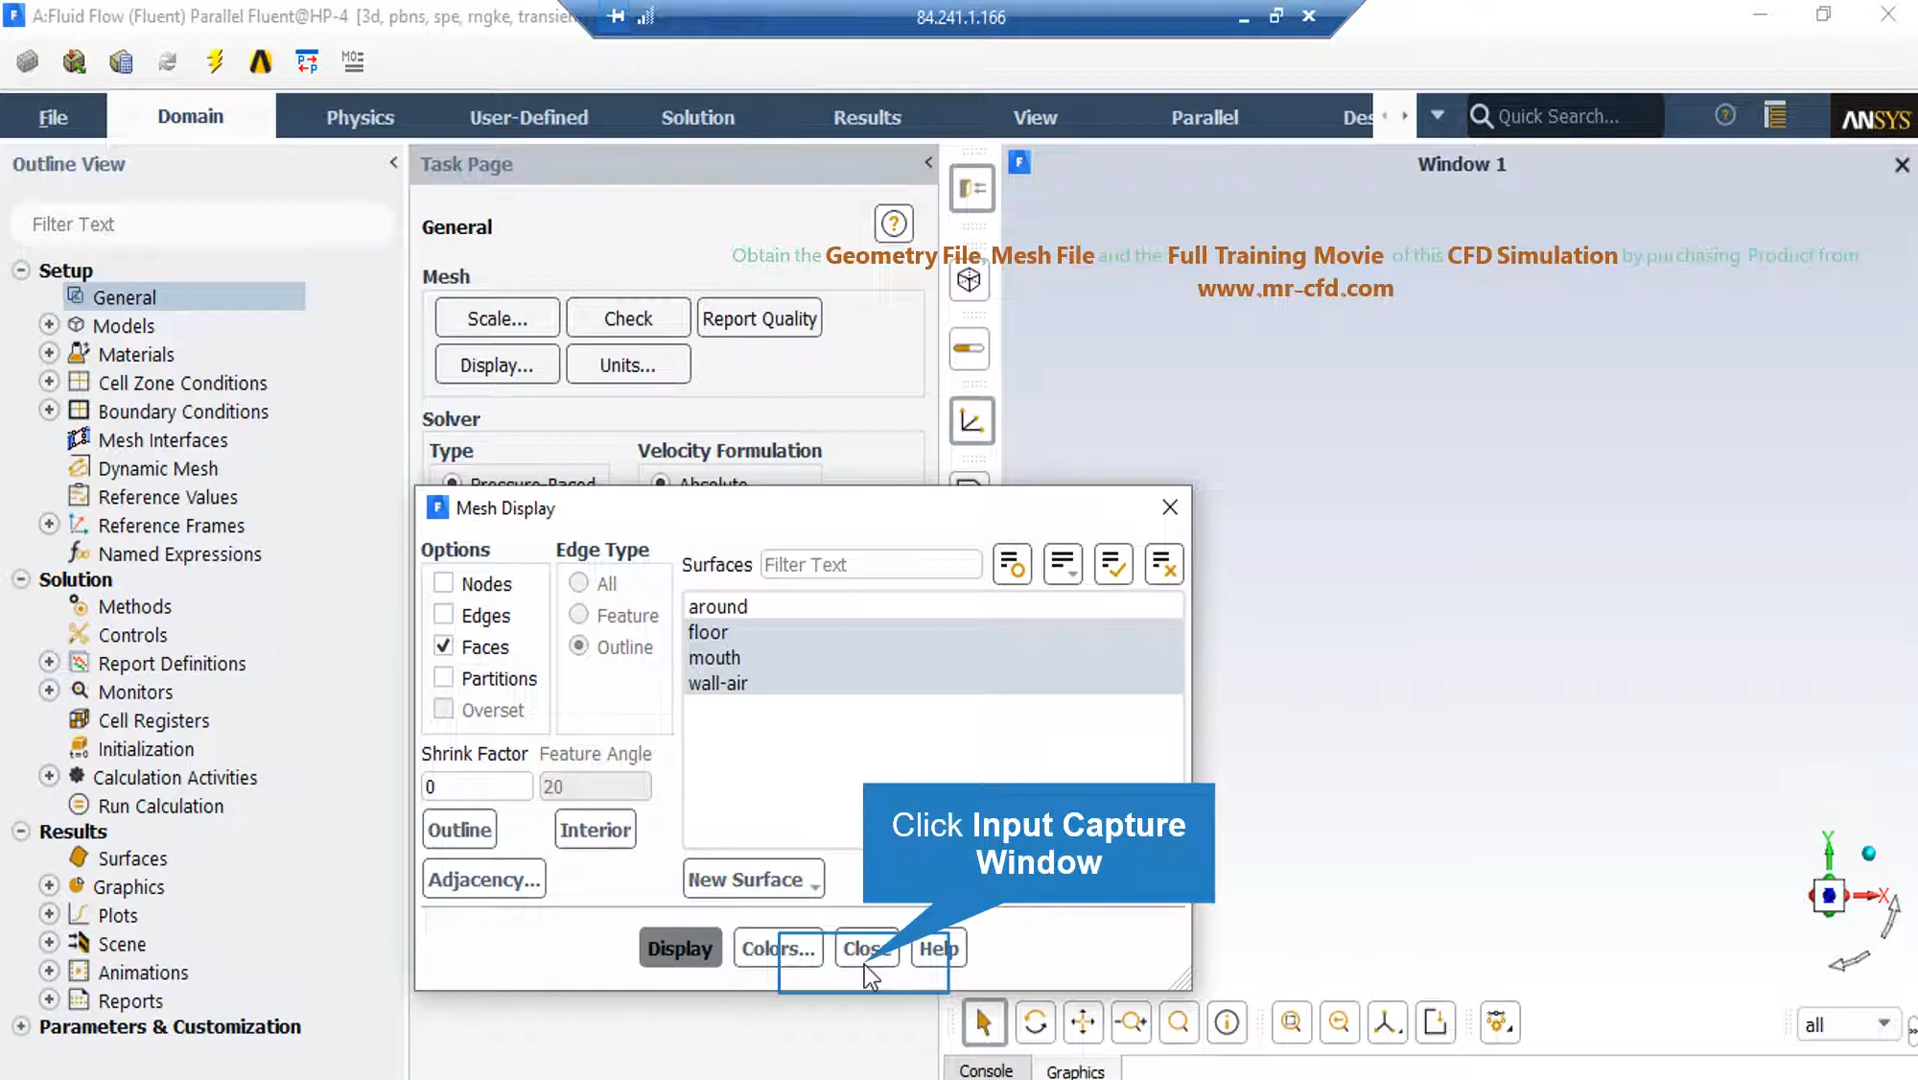 A:Fluid Flow (Fluent) Parallel Fluent@HP-4 [3d, pbns, spe, rngke, transien
84.241.1.166
File
Domain
Physics
User-Defined
Solution
Results
View
Parallel
Des
Quick Search...
ANSYS
Outline View
Filter Text
Setup
General
Models
Materials
Cell Zone Conditions
Boundary Conditions
Mesh Interfaces
Dynamic Mesh
Reference Values
Reference Frames
Named Expressions
Solution
Methods
Controls
Report Definitions
Monitors
Cell Registers
Initialization
Calculation Activities
Run Calculation
Results
Surfaces
Graphics
Plots
Scene
Animations
Reports
Parameters & Customization
Task Page
General
Mesh
Scale...
Check
Report Quality
Display...
Units...
Solver
Type
Velocity Formulation
Pressure-Based
Absolute
Window 1
Obtain the Geometry File, Mesh File and the Full Training Movie of this CFD Simulation by purchasing Product from
www.mr-cfd.com
Mesh Display
Options
Nodes
Edges
Faces
Partitions
Overset
Edge Type
All
Feature
Outline
Surfaces
Filter Text
around
floor
mouth
wall-air
Shrink Factor
Feature Angle
0
20
Outline
Interior
Adjacency...
New Surface
Click Input Capture
Window
Display
Colors...
Close
Help
Y
X
all
Console
Graphics